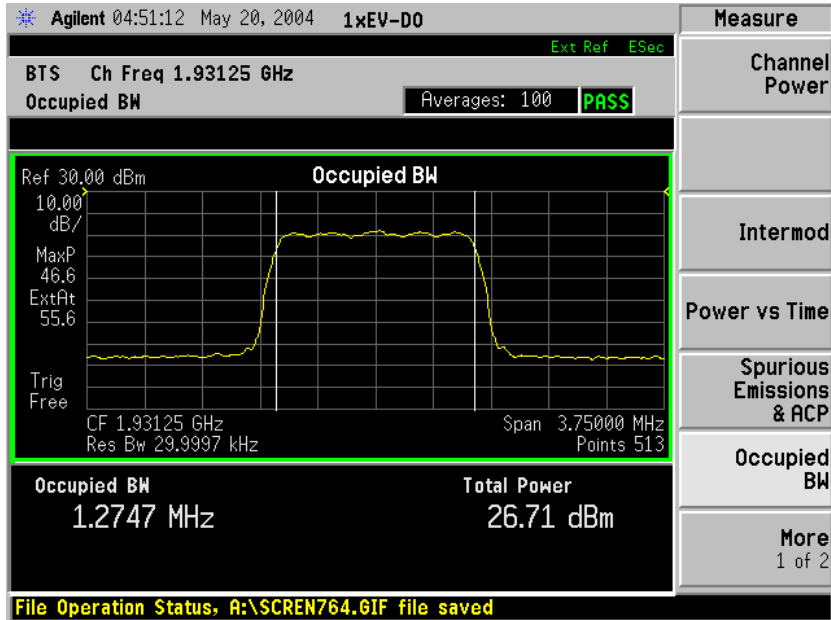 Agilent 04:51:12 May 20, 2004 1xEV-DO
Measure
Ext Ref ESec
BTS Ch Freq 1.93125 GHz
Occupied BW
Averages: 100 PASS
Channel
Power
Ref 30.00 dBm
Occupied BW
10.00
dB/
MaxP
46.6
ExtAt
55.6
Trig
Free
Intermod
Power vs Time
Spurious
Emissions
& ACP
CF 1.93125 GHz
Span 3.75000 MHz
Res Bw 29.9997 kHz
Points 513
Occupied BW
Total Power
1.2747 MHz
26.71 dBm
Occupied
BW
More
1 of 2
File Operation Status, A:\SCREN764.GIF file saved